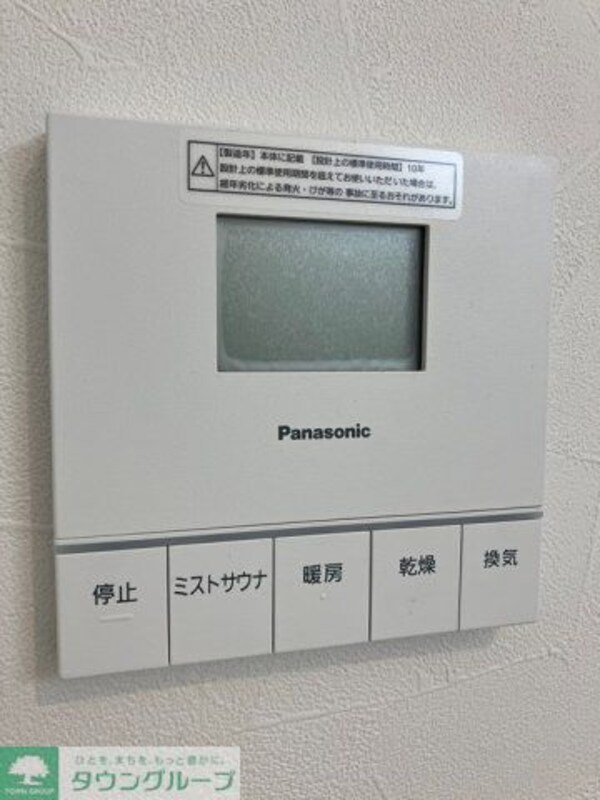 【製造年】本体に記載 【設計上の標準使用期間】10年
設計上の標準使用期間を超えてお使いいただいた場合は、
経年劣化による発火・けが等の事故に至るおそれがあります。
Panasonic
停止
ミストサウナ
暖房
乾燥
換気
ひとを、まちを、もっと豊かに。
タウングループ
TOWN GROUP